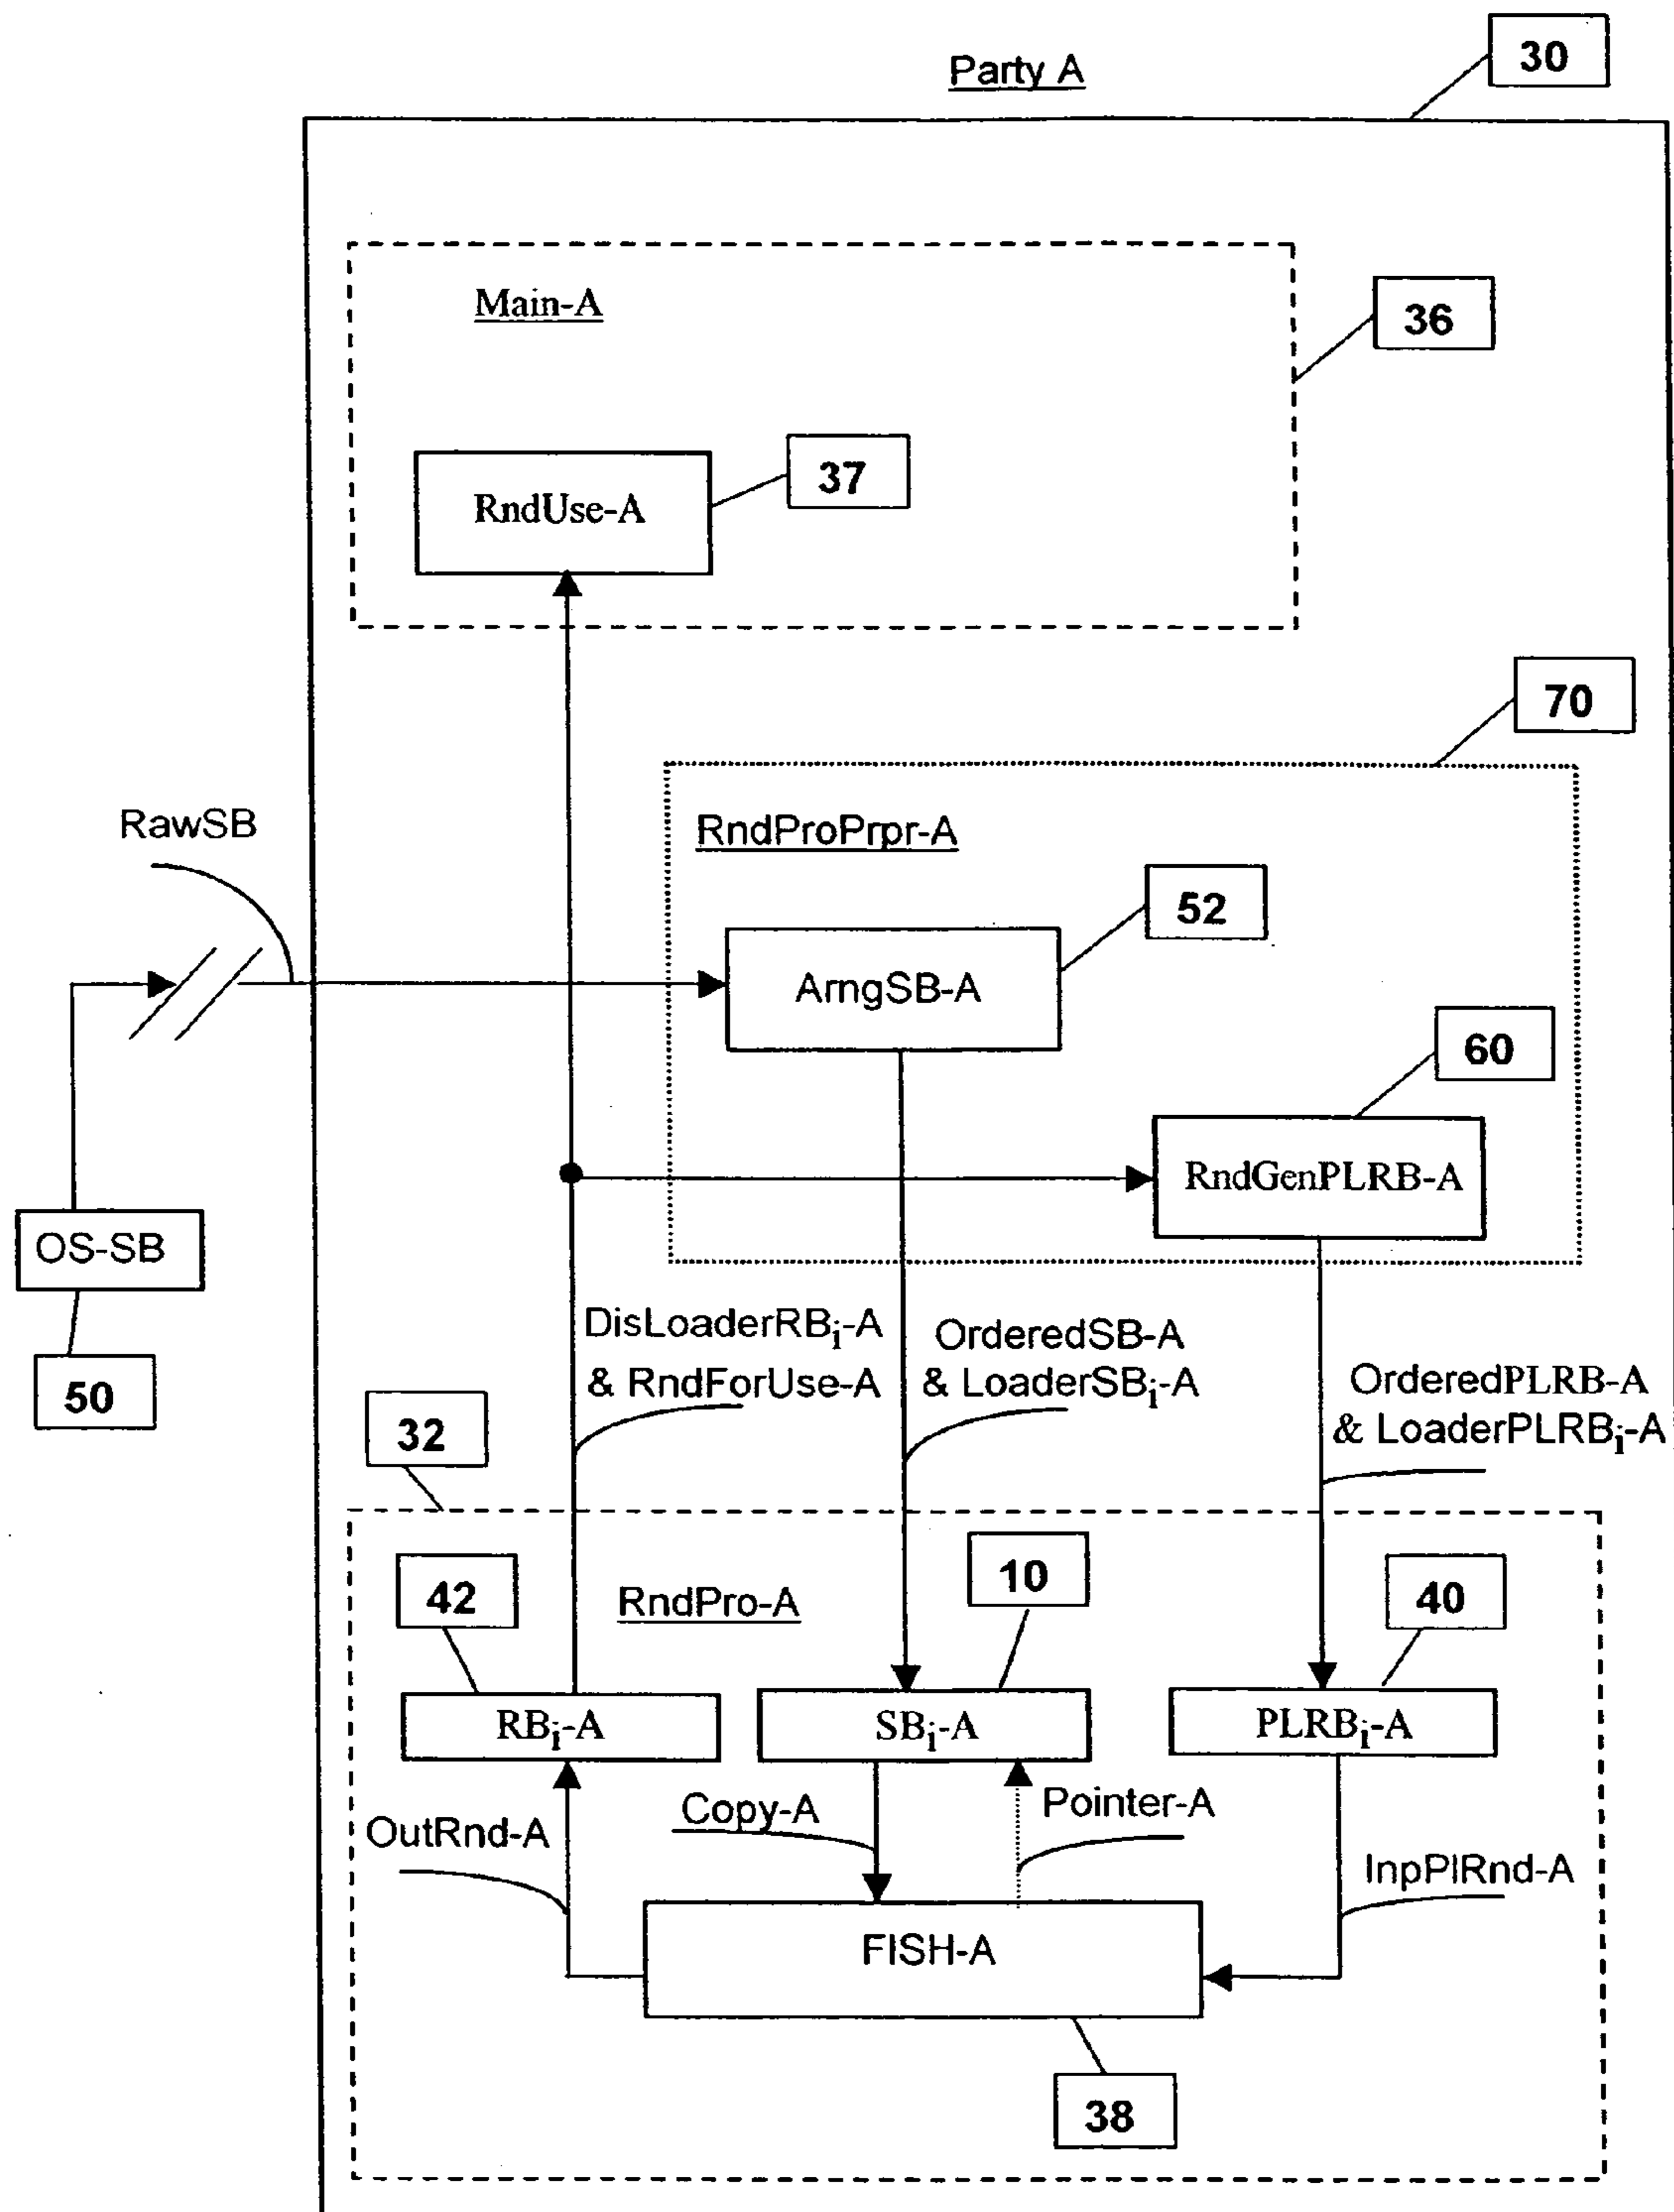 30
Party A
Main-A
36
37
RndUse-A
70
RawSB
RndProPrpr-A
52
ArngSB-A
60
RndGenPLRB-A
OS-SB
50
DisLoaderRBi-A
& RndForUse-A
OrderedSB-A
& LoaderSBi-A
OrderedPLRB-A
& LoaderPLRBi-A
32
42
RndPro-A
10
40
RBi-A
SBi-A
PLRBi-A
OutRnd-A
Copy-A
Pointer-A
InpPlRnd-A
FISH-A
38